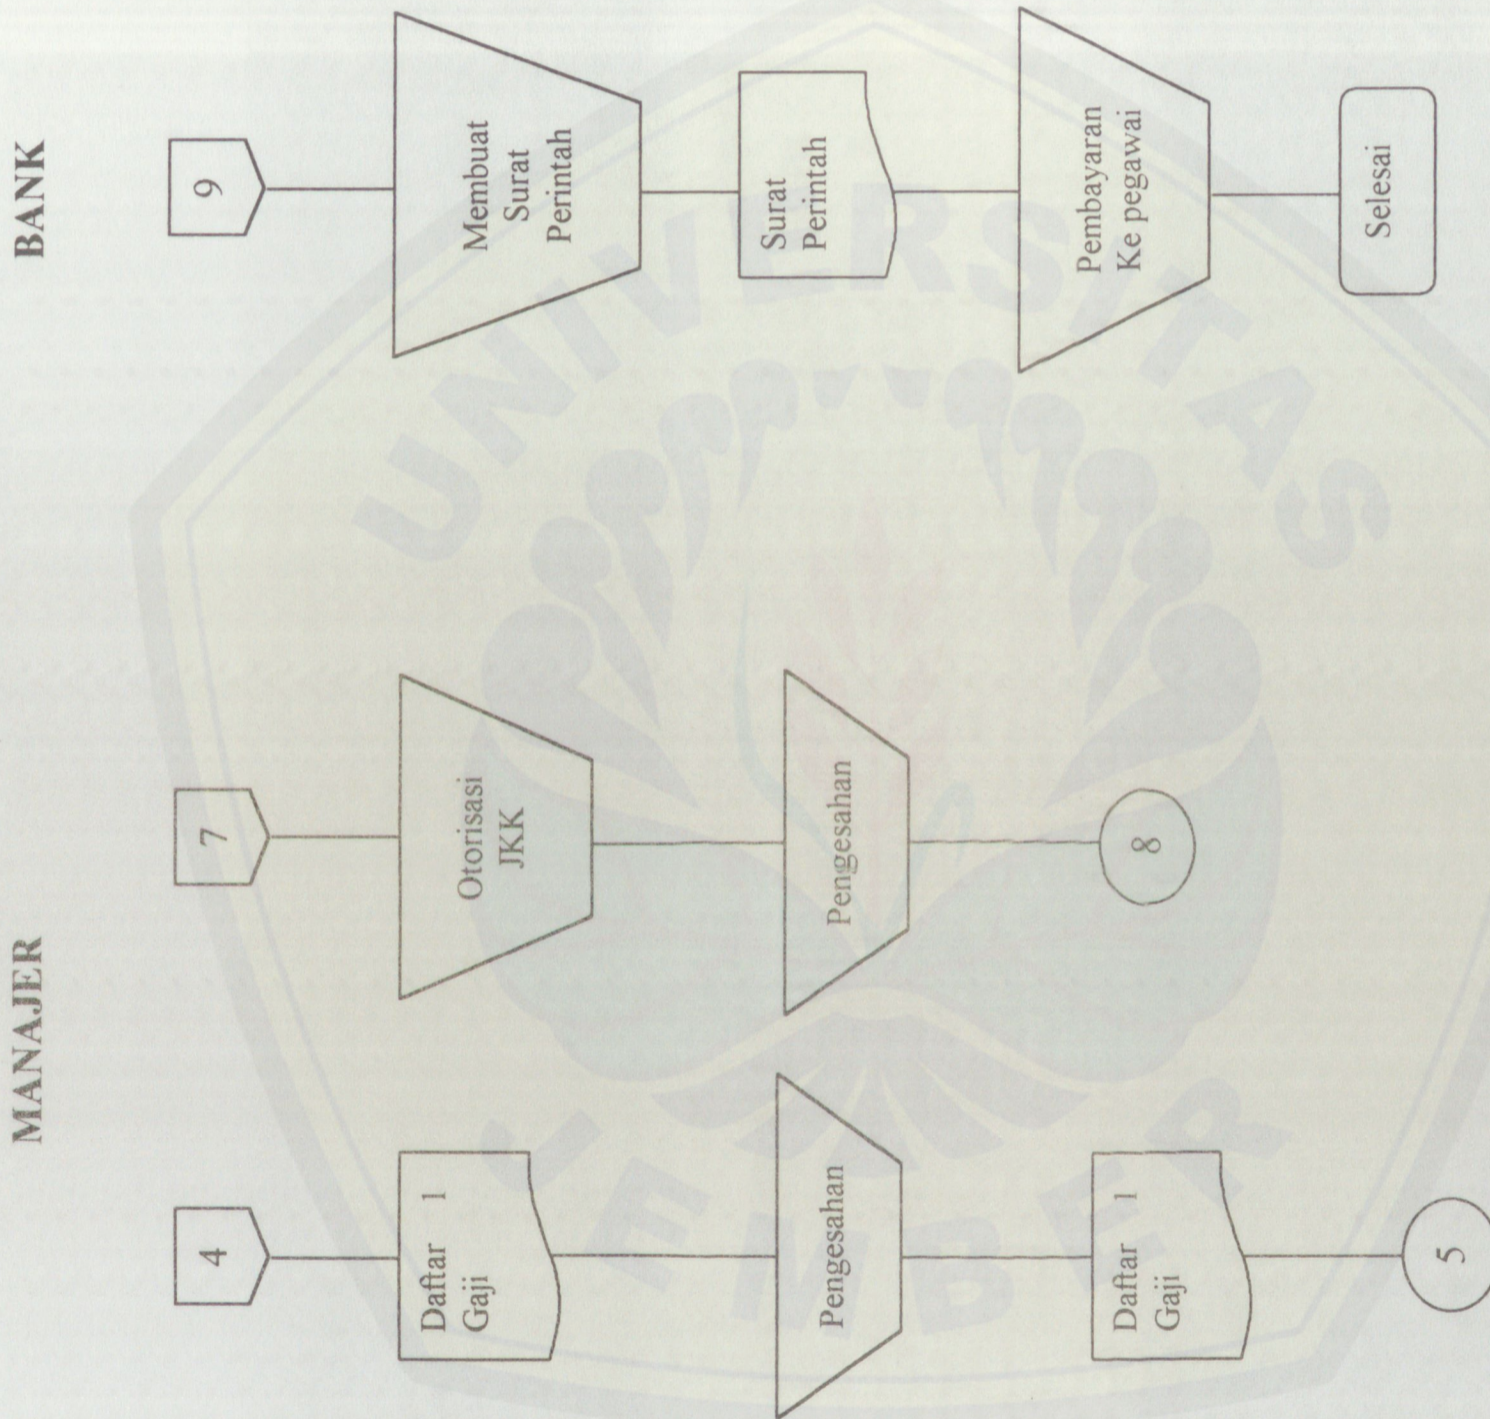 MANAJER
4
Daftar 1
Gaji
Pengesahan
Daftar 1
Gaji
5
7
Otorisasi
JKK
Pengesahan
8
BANK
9
Membuat
Surat
Perintah
Surat
Perintah
Pembayaran
Ke pegawai
Selesai
UNIVERSITAS
JEMBER